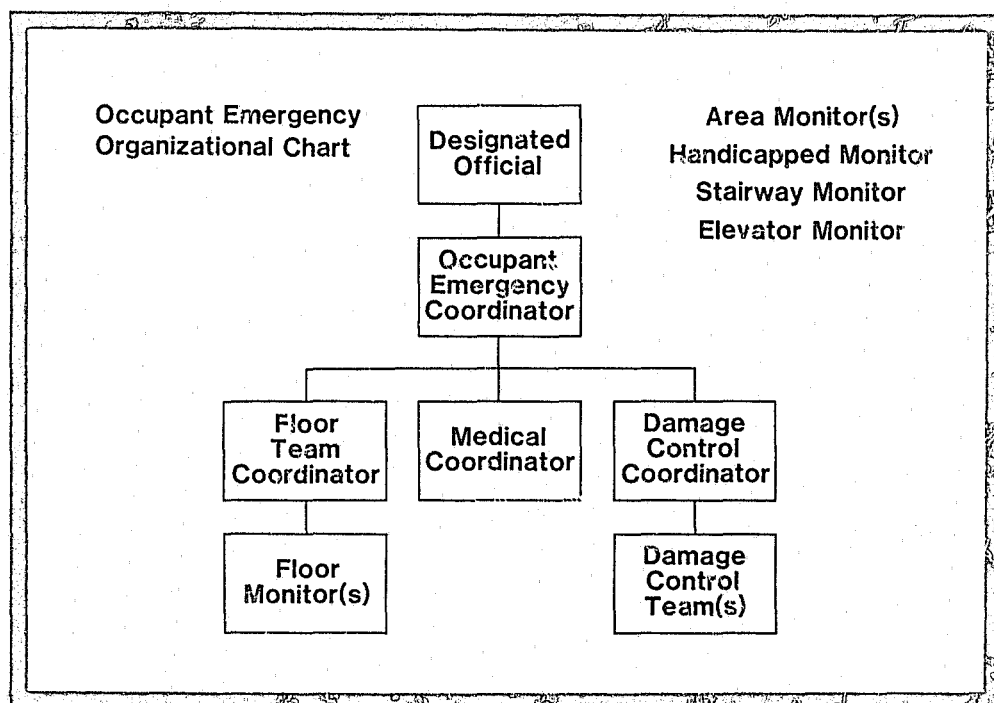 Occupant Emergency
Organizational Chart
Designated
Official
Area Monitor(s)
Handicapped Monitor
Stairway Monitor
Elevator Monitor
Occupant
Emergency
Coordinator
Floor
Team
Coordinator
Medical
Coordinator
Damage
Control
Coordinator
Floor
Monitor(s)
Damage
Control
Team(s)